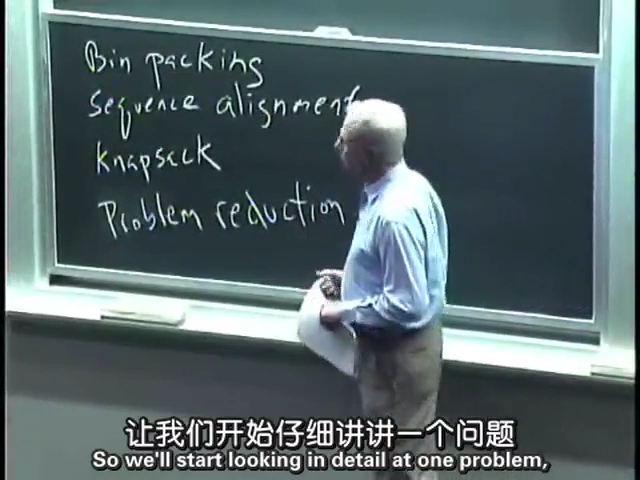 Bin packing
Sequence alignment
Knapsack
Problem reduction
让我们开始仔细讲讲一个问题
So we'll start looking in detail at one problem,